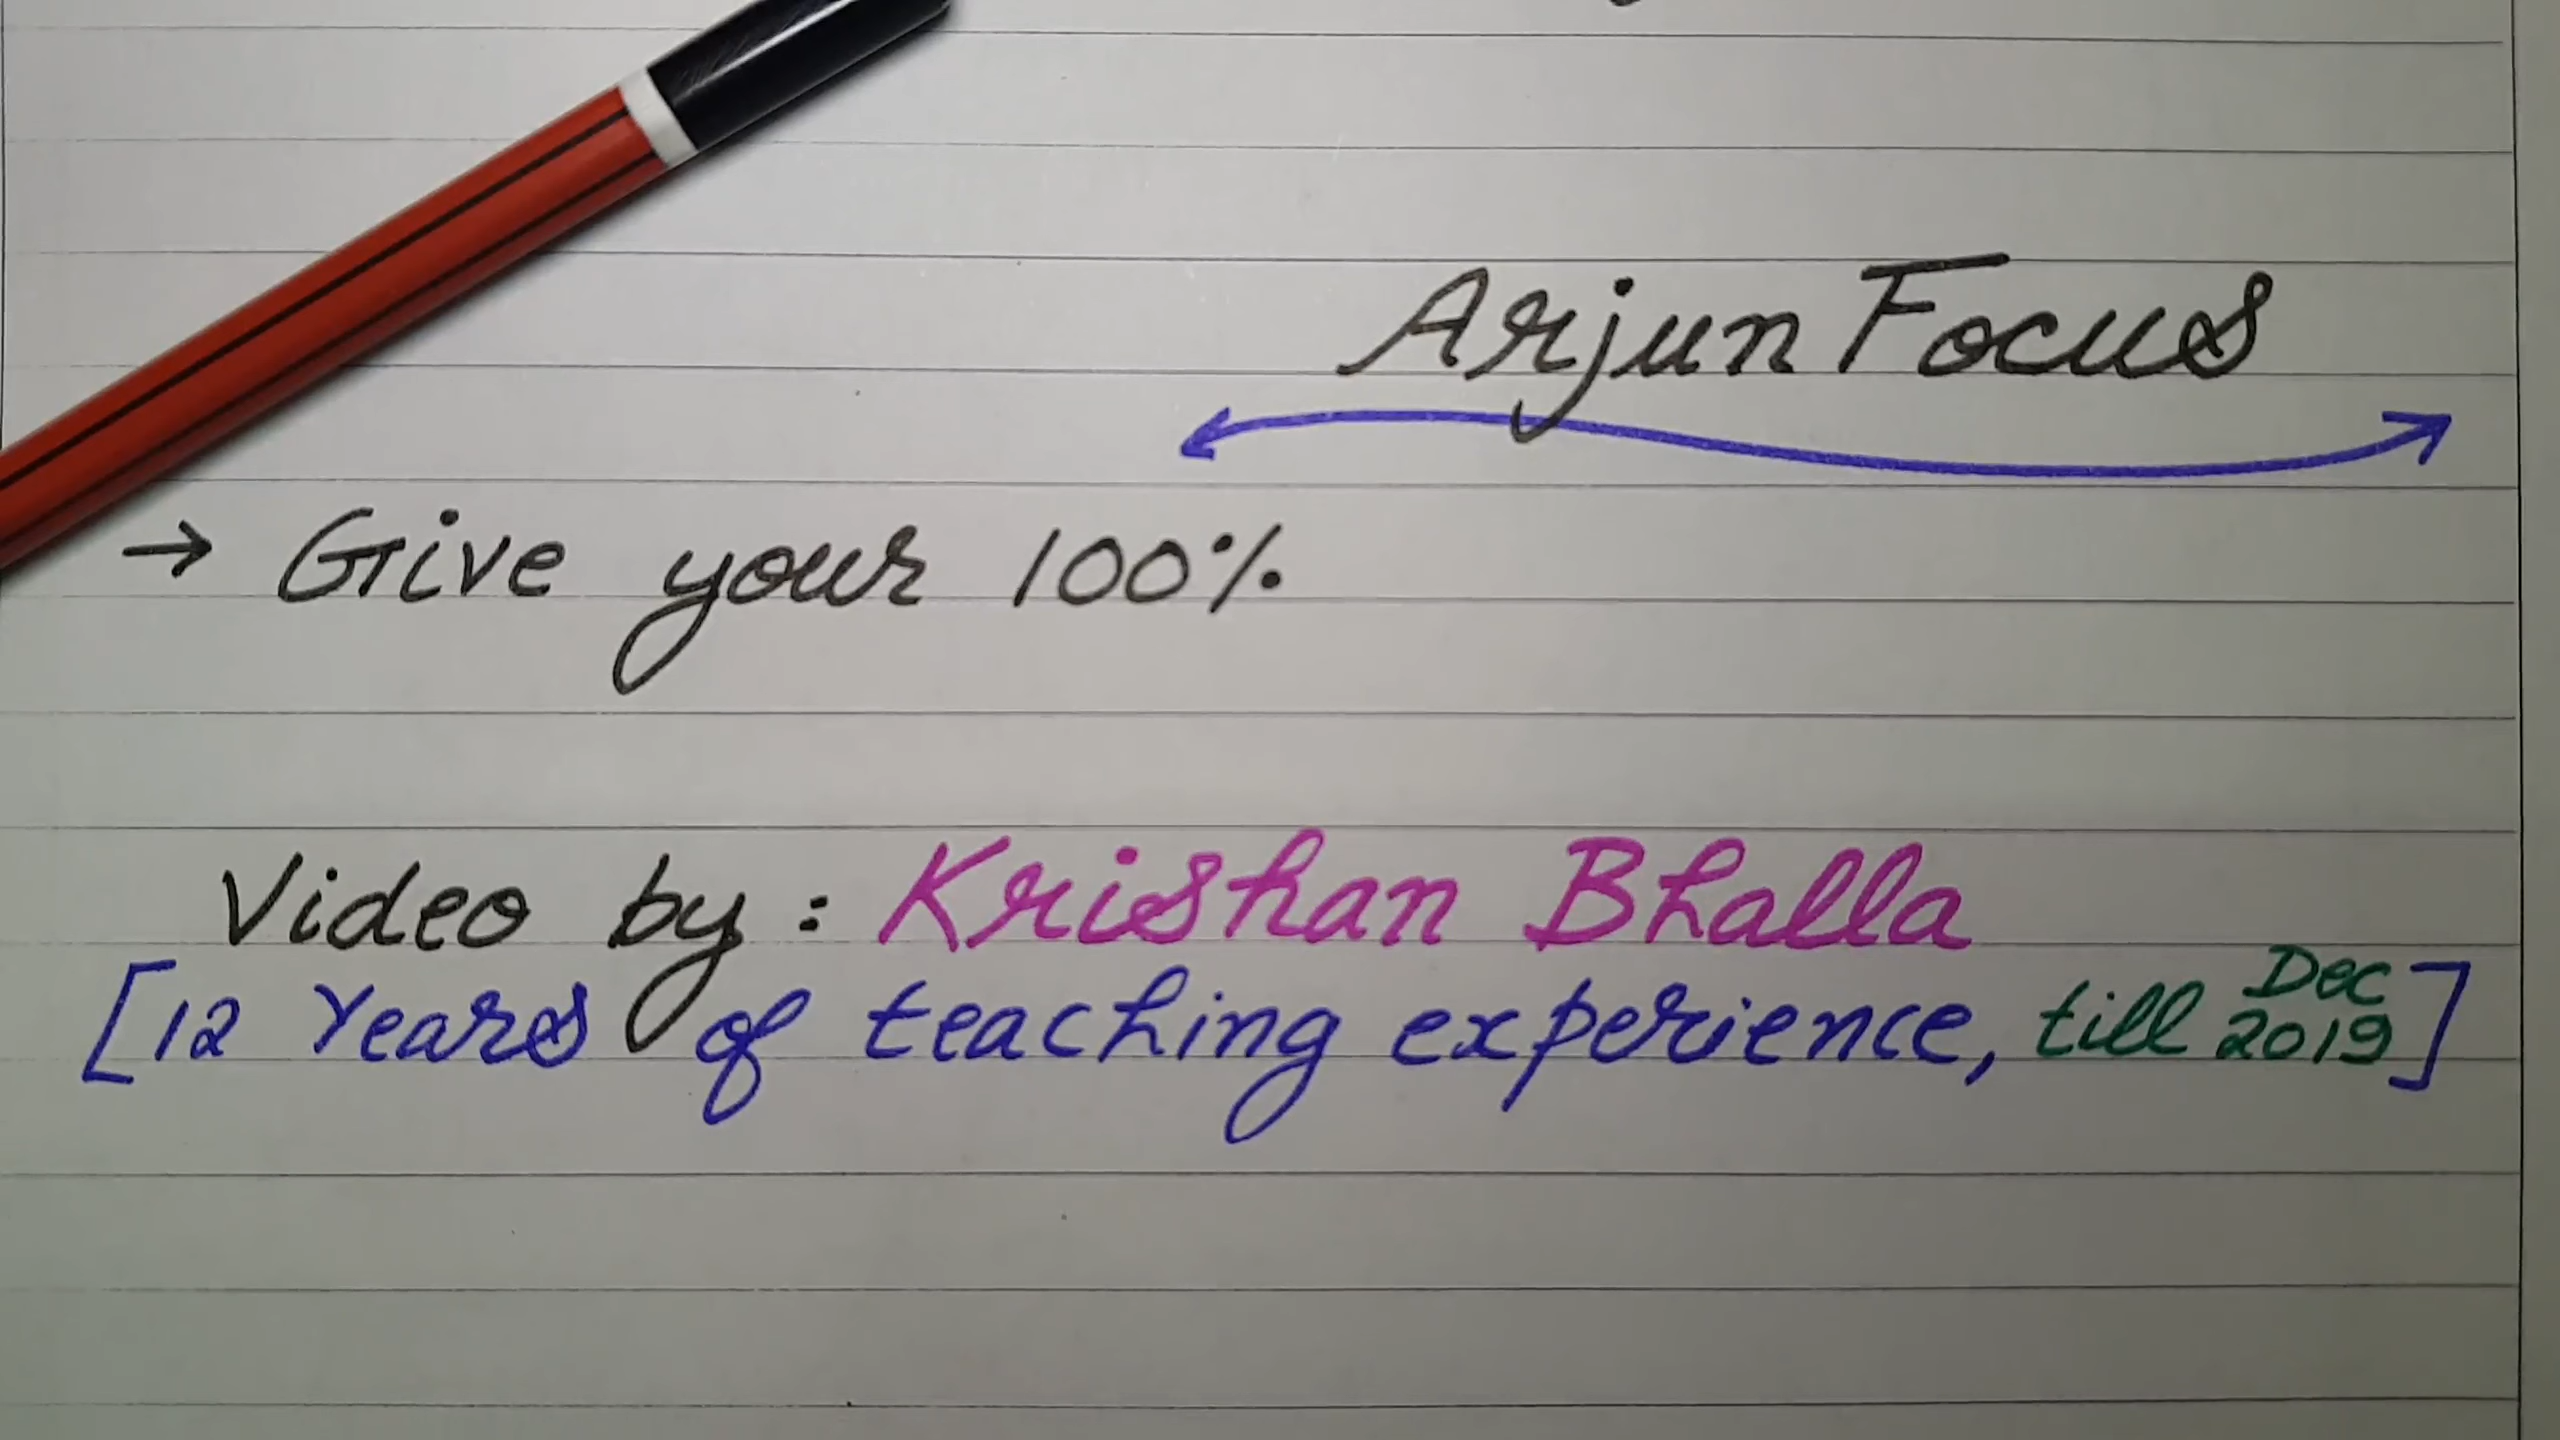 Arjun Focus
→ Give your 100%
Video by: Krishan Bhalla
[12 Years of teaching experience, till Dec 2019]